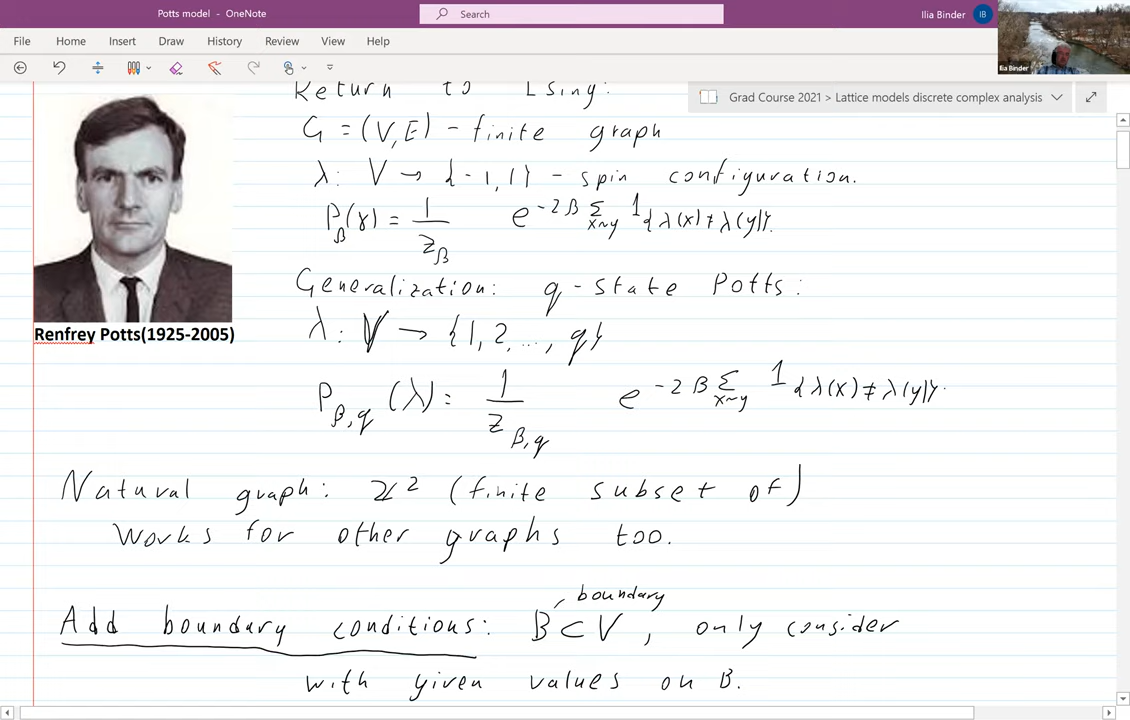 Potts model - OneNote
Search
Ilia Binder
IB
File Home Insert Draw History Review View Help
Ilia Binder
Grad Course 2021 > Lattice models discrete complex analysis
Return to Ising:
G = (V,E) - finite graph
λ: V → {-1,1} - spin configuration.
P_β(γ) = 1/z_β e^{-2β Σ_{x~y} 1{λ(x)≠λ(y)}}.
Generalization: q-state Potts:
λ: V → {1,2,...,q}
Renfrey Potts(1925-2005)
P_{β,q}(λ) = 1/z_{β,q} e^{-2β Σ_{x~y} 1{λ(x)≠λ(y)}}.
Natural graph: ℤ² (finite subset of)
Works for other graphs too.
boundary
Add boundary conditions: B ⊂ V, only consider
with given values on B.